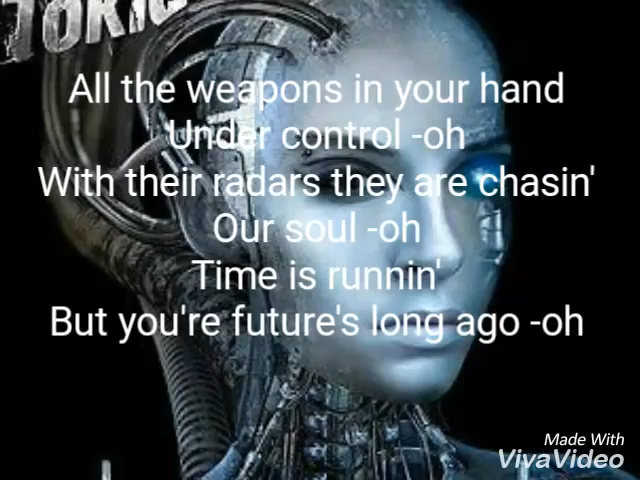 TOKIO
All the weapons in your hand
Under control -oh
With their radars they are chasin'
Our soul -oh
Time is runnin'
But you're future's long ago -oh
Made With
VivaVideo